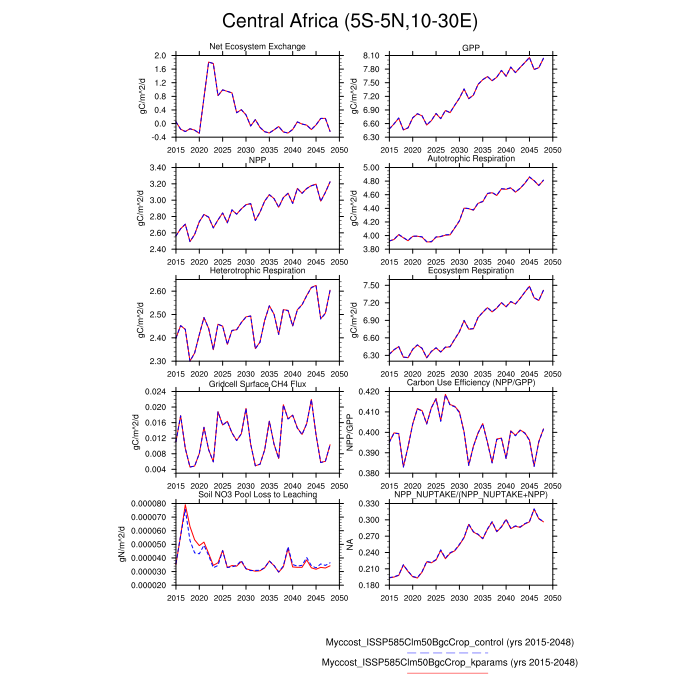 Central Africa (5S-5N,10-30E)
Net Ecosystem Exchange
gC/m^2/d
2.0
1.6
1.2
0.8
0.4
0.0
-0.4
2015 2020 2025 2030 2035 2040 2045 2050
GPP
gC/m^2/d
8.10
7.80
7.50
7.20
6.90
6.60
6.30
2015 2020 2025 2030 2035 2040 2045 2050
NPP
gC/m^2/d
3.40
3.20
3.00
2.80
2.60
2.40
2015 2020 2025 2030 2035 2040 2045 2050
Autotrophic Respiration
gC/m^2/d
5.00
4.80
4.60
4.40
4.20
4.00
3.80
2015 2020 2025 2030 2035 2040 2045 2050
Heterotrophic Respiration
gC/m^2/d
2.60
2.50
2.40
2.30
2015 2020 2025 2030 2035 2040 2045 2050
Ecosystem Respiration
gC/m^2/d
7.50
7.20
6.90
6.60
6.30
2015 2020 2025 2030 2035 2040 2045 2050
Gridcell Surface CH4 Flux
gC/m^2/d
0.024
0.020
0.016
0.012
0.008
0.004
2015 2020 2025 2030 2035 2040 2045 2050
Carbon Use Efficiency (NPP/GPP)
NPP/GPP
0.420
0.410
0.400
0.390
0.380
2015 2020 2025 2030 2035 2040 2045 2050
Soil NO3 Pool Loss to Leaching
gN/m^2/d
0.000080
0.000070
0.000060
0.000050
0.000040
0.000030
0.000020
2015 2020 2025 2030 2035 2040 2045 2050
NPP_NUPTAKE/(NPP_NUPTAKE+NPP)
NA
0.330
0.300
0.270
0.240
0.210
0.180
2015 2020 2025 2030 2035 2040 2045 2050
Myccost_ISSP585Clm50BgcCrop_control (yrs 2015-2048)
Myccost_ISSP585Clm50BgcCrop_kparams (yrs 2015-2048)